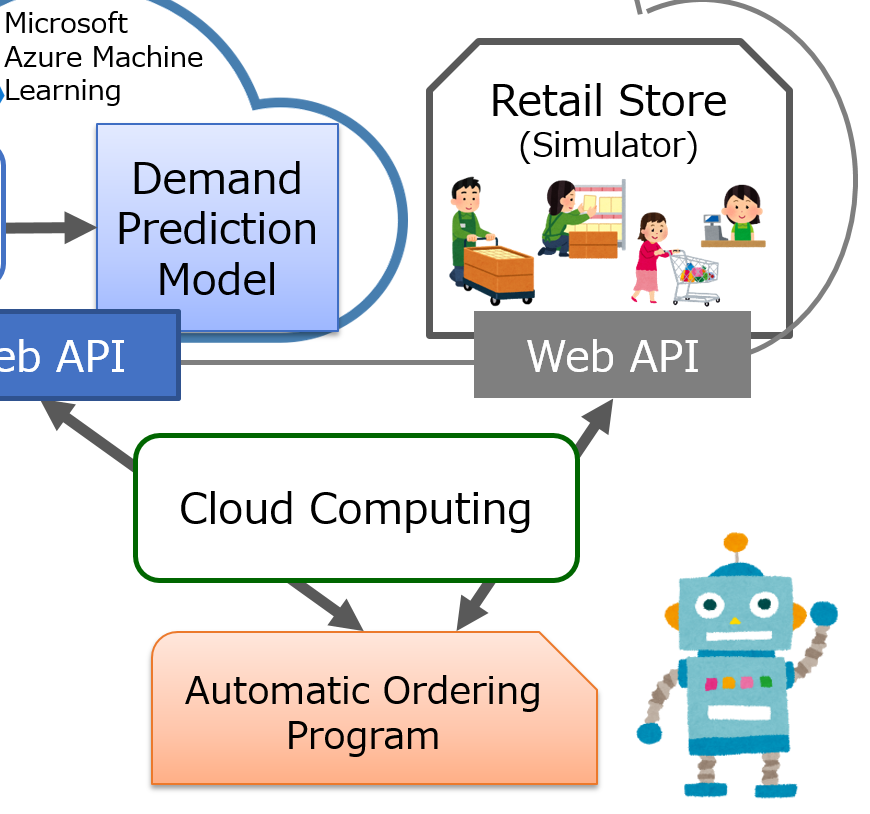 Microsoft
Azure Machine
Learning
Demand
Prediction
Model
Retail Store
(Simulator)
eb API
Web API
Cloud Computing
Automatic Ordering
Program